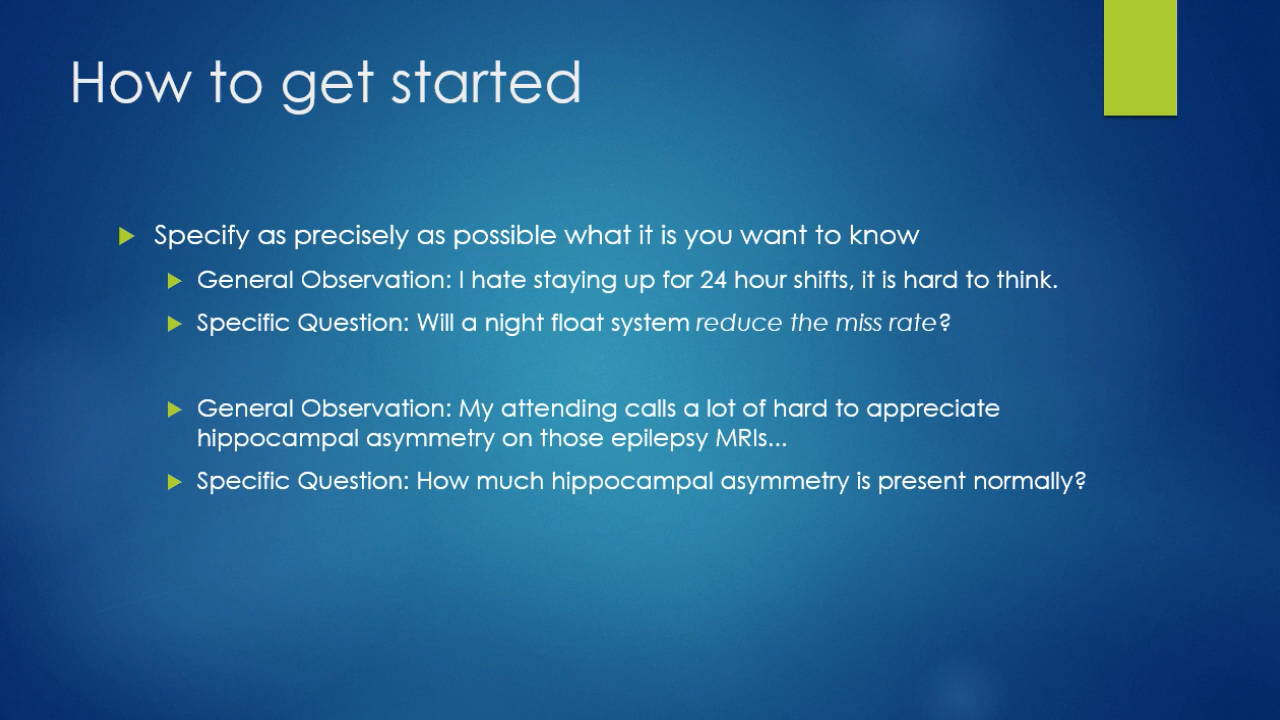 How to get started
Specify as precisely as possible what it is you want to know
General Observation: I hate staying up for 24 hour shifts, it is hard to think.
Specific Question: Will a night float system reduce the miss rate?
General Observation: My attending calls a lot of hard to appreciate
hippocampal asymmetry on those epilepsy MRIs...
Specific Question: How much hippocampal asymmetry is present normally?